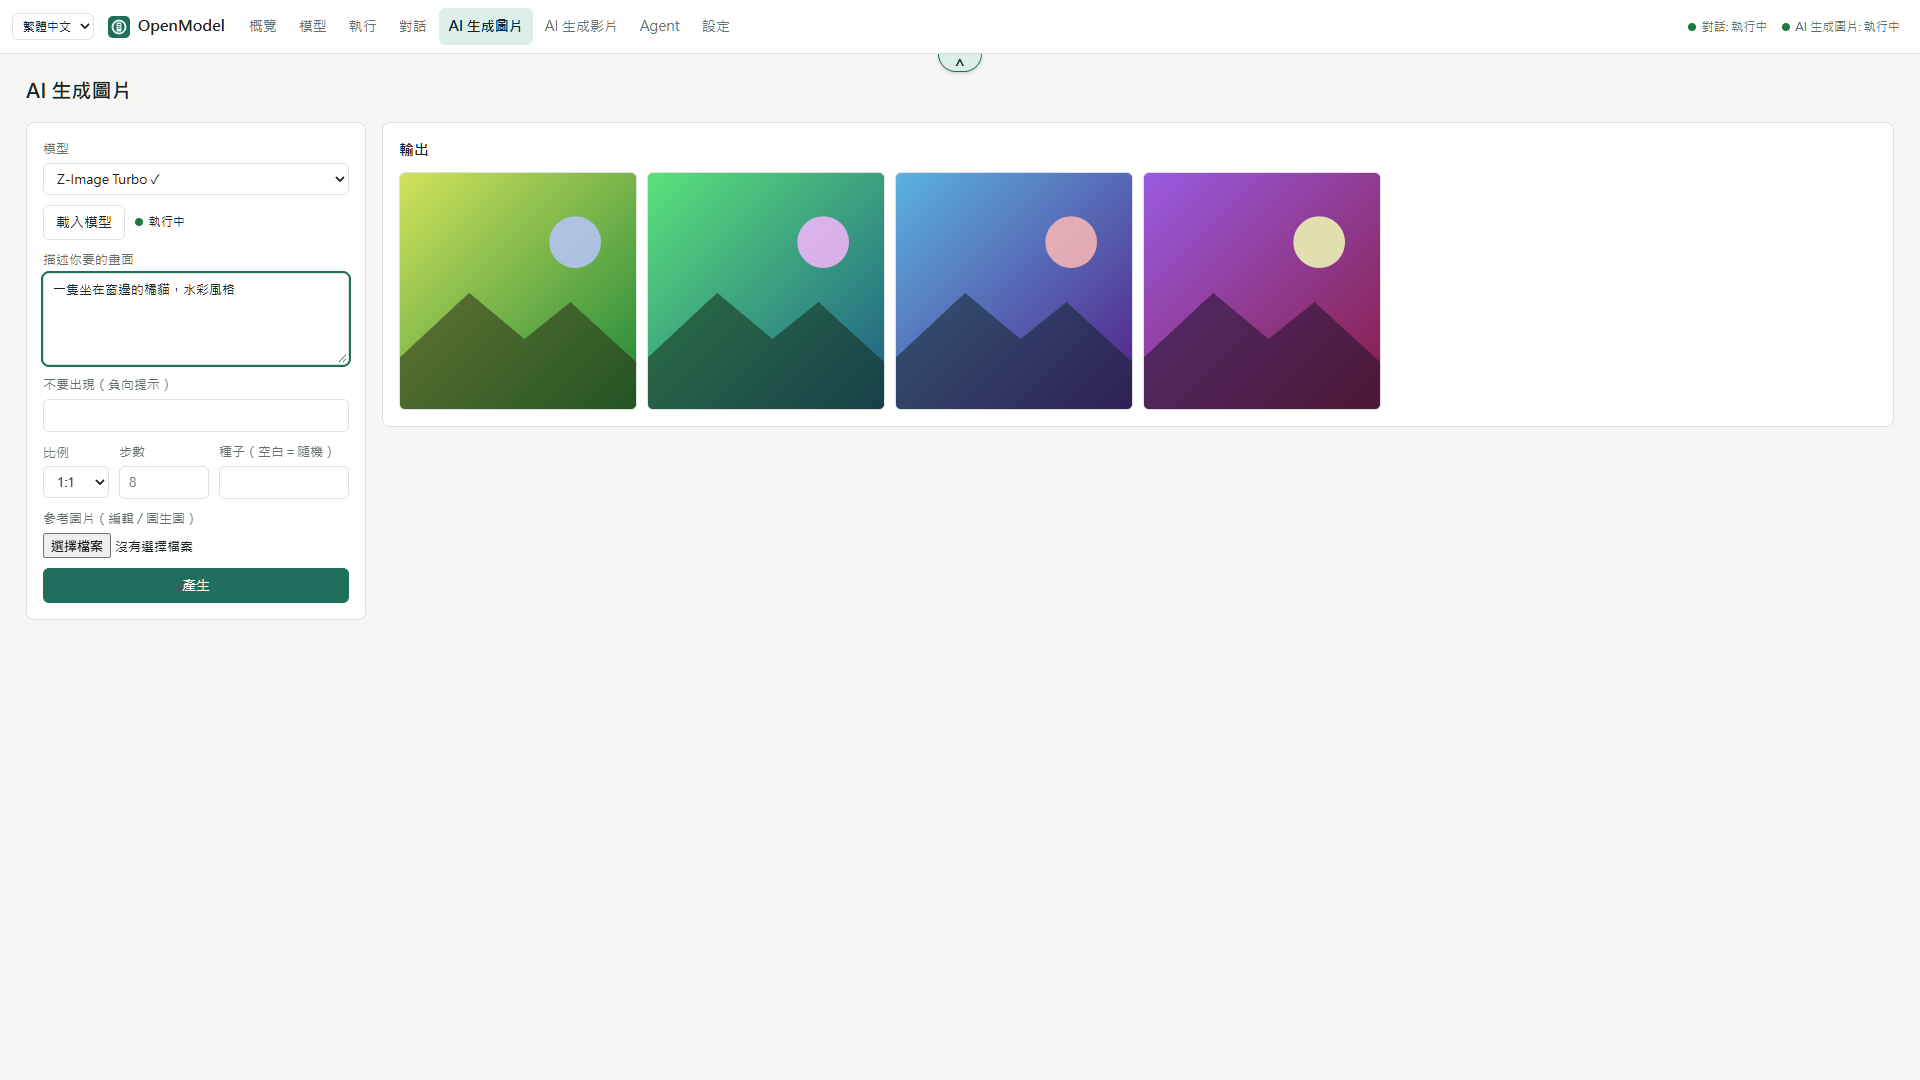 繁體中文 OpenModel 概覽 模型 執行 對話 AI 生成圖片 AI 生成影片 Agent 設定 對話: 執行中 AI 生成圖片: 執行中
AI 生成圖片
模型
Z-Image Turbo ✓
載入模型 執行中
描述你要的畫面
一隻坐在窗邊的橘貓，水彩風格
不要出現（負向提示）
比例 步數 種子（空白 = 隨機）
1:1 8
參考圖片（編輯 / 圖生圖）
選擇檔案 沒有選擇檔案
產生
輸出